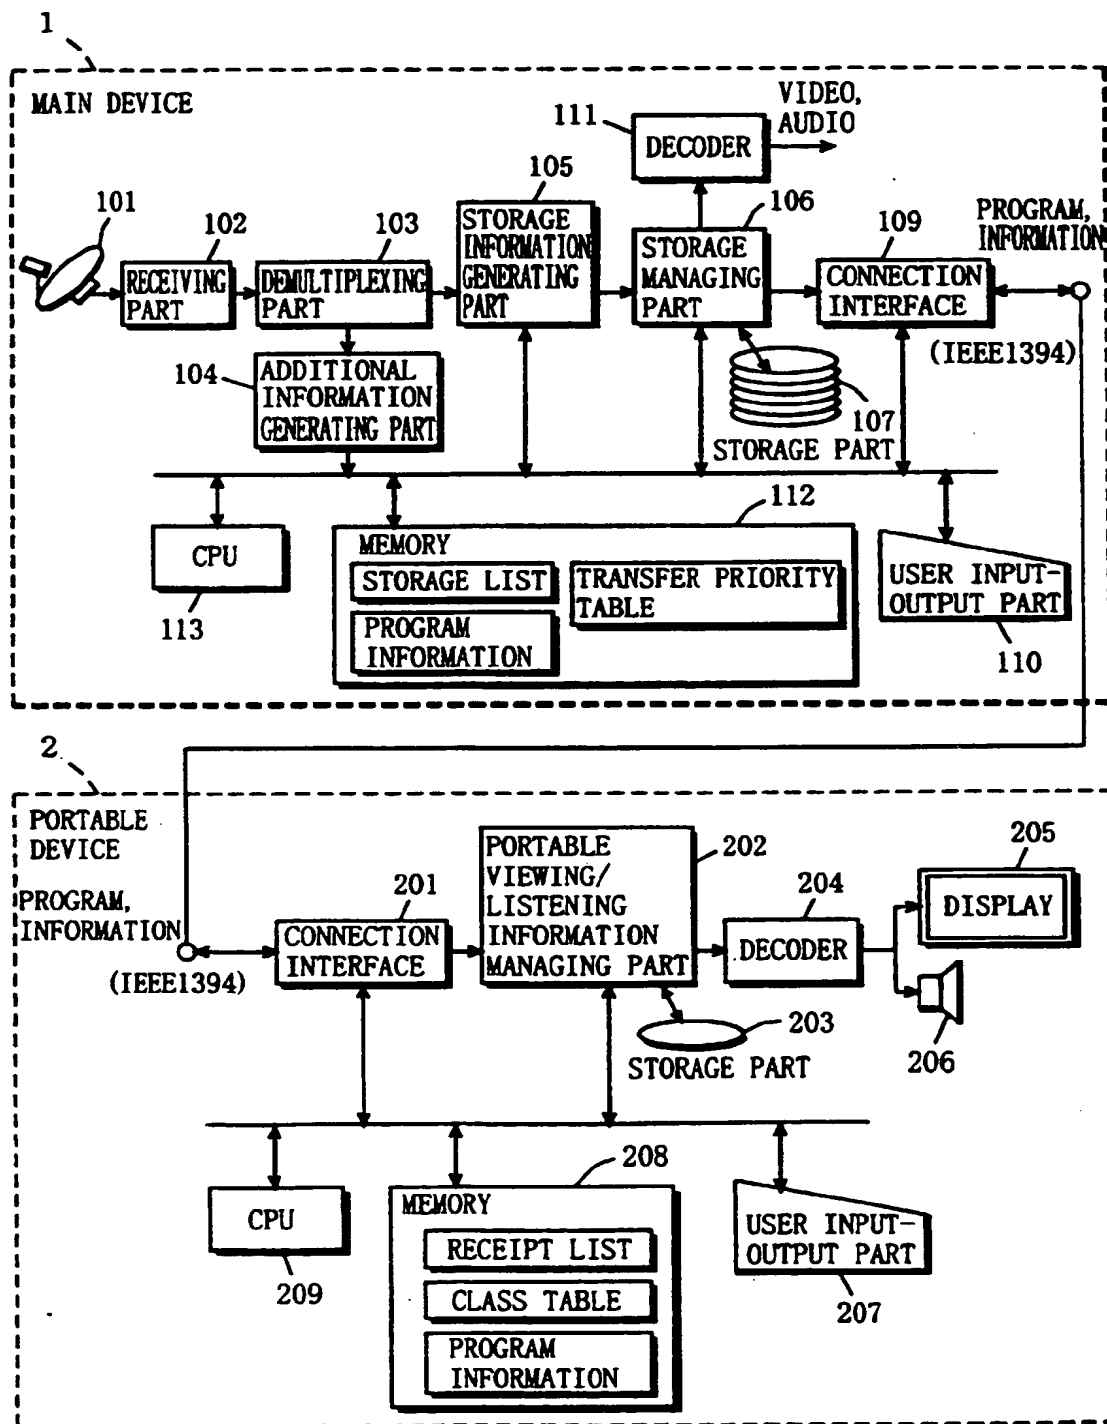 1
MAIN DEVICE
101
102
RECEIVING
PART
103
DEMULTIPLEXING
PART
104
ADDITIONAL
INFORMATION
GENERATING PART
105
STORAGE
INFORMATION
GENERATING
PART
111
DECODER
VIDEO,
AUDIO
106
STORAGE
MANAGING
PART
107
STORAGE PART
109
CONNECTION
INTERFACE
PROGRAM,
INFORMATION
(IEEE1394)
CPU
113
112
MEMORY
STORAGE LIST
PROGRAM
INFORMATION
TRANSFER PRIORITY
TABLE
USER INPUT-
OUTPUT PART
110
2
PORTABLE
DEVICE
PROGRAM,
INFORMATION
(IEEE1394)
201
CONNECTION
INTERFACE
202
PORTABLE
VIEWING/
LISTENING
INFORMATION
MANAGING PART
203
STORAGE PART
204
DECODER
205
DISPLAY
206
CPU
209
208
MEMORY
RECEIPT LIST
CLASS TABLE
PROGRAM
INFORMATION
USER INPUT-
OUTPUT PART
207